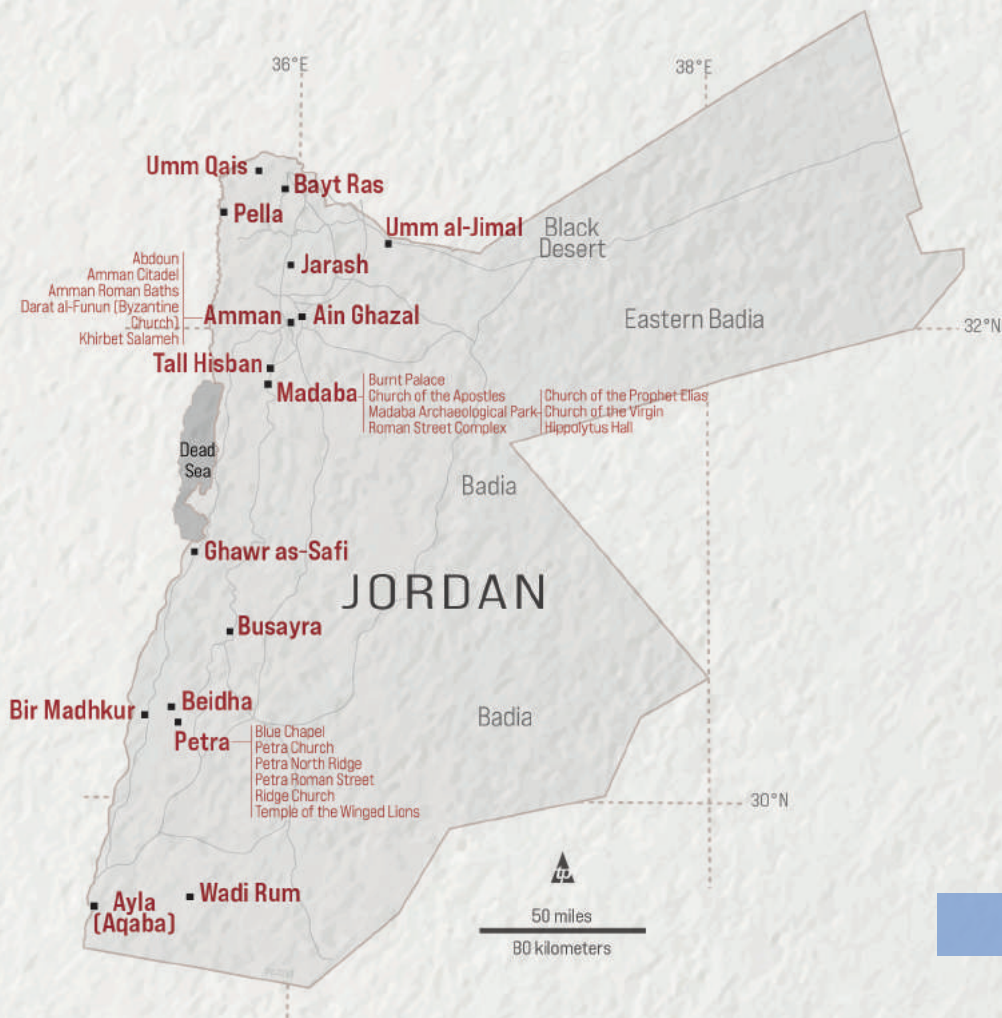 36°E
38°E
Umm Qais
Bayt Ras
Pella
Umm al-Jimal
Black
Desert
Jarash
Abdoun
Amman Citadel
Amman Roman Baths
Darat al-Funun (Byzantine
Church)
Khirbet Salameh
Amman
Ain Ghazal
Eastern Badia
32°N
Tall Hisban
Madaba
Burnt Palace
Church of the Apostles
Madaba Archaeological Park
Roman Street Complex
Church of the Prophet Elias
Church of the Virgin
Hippolytus Hall
Dead
Sea
Badia
Ghawr as-Safi
JORDAN
Busayra
Bir Madhkur
Beidha
Petra
Blue Chapel
Petra Church
Petra North Ridge
Petra Roman Street
Ridge Church
Temple of the Winged Lions
Badia
30°N
Ayla
(Aqaba)
Wadi Rum
50 miles
80 kilometers